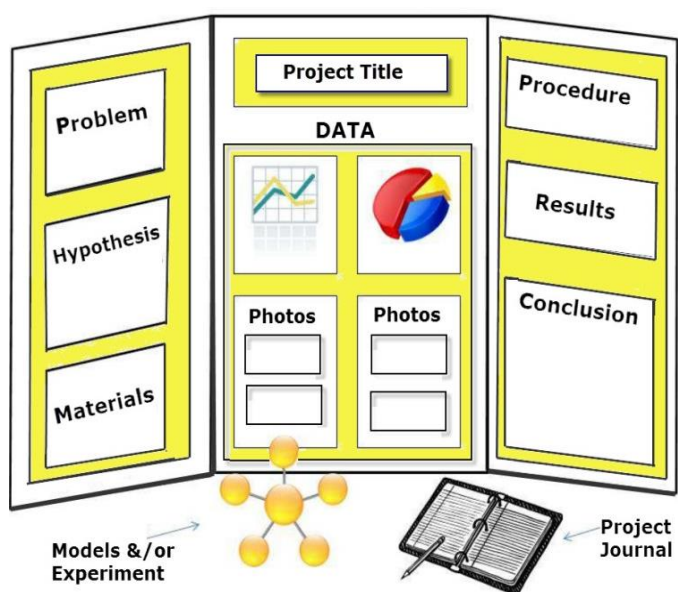 Project Title
DATA
Problem
Hypothesis
Materials
Photos
Photos
Procedure
Results
Conclusion
Models &/or
Experiment
Project
Journal